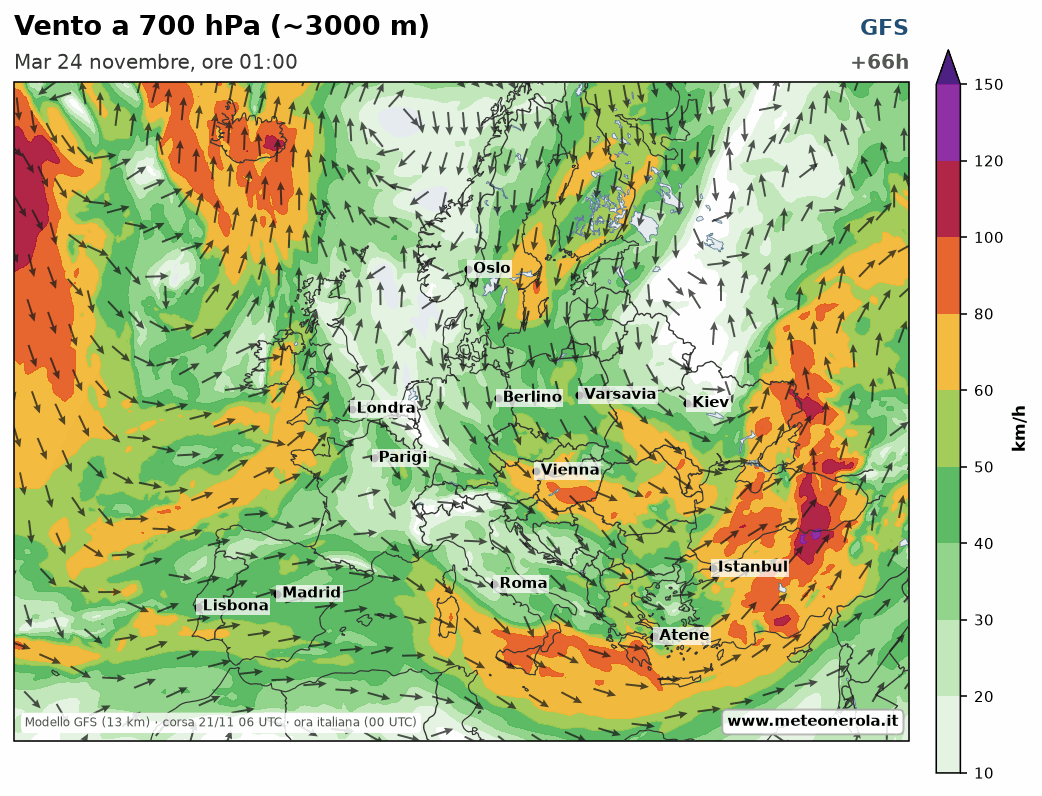 Vento a 700 hPa (~3000 m)
GFS
Mar 24 novembre, ore 01:00
+66h
150
120
100
80
60
50
40
30
20
10
km/h
Oslo
Berlino
Varsavia
Kiev
Londra
Parigi
Vienna
Istanbul
Roma
Madrid
Lisbona
Atene
Modello GFS (13 km) · corsa 21/11 06 UTC · ora italiana (00 UTC)
www.meteonerola.it